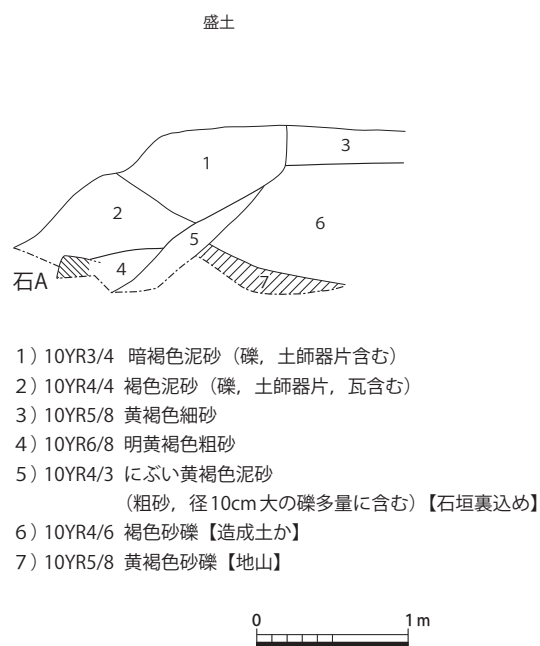 盛土
1
3
2
6
5
4
7
石A
1）10YR3/4 暗褐色泥砂（礫，土師器片含む）
2）10YR4/4 褐色泥砂（礫，土師器片，瓦含む）
3）10YR5/8 黄褐色細砂
4）10YR6/8 明黄褐色粗砂
5）10YR4/3 にぶい黄褐色泥砂
（粗砂，径10cm大の礫多量に含む）【石垣裏込め】
6）10YR4/6 褐色砂礫【造成土か】
7）10YR5/8 黄褐色砂礫【地山】
0 1 m